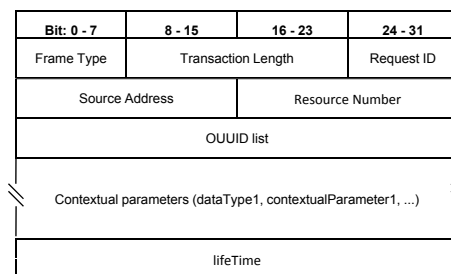 Bit: 0 - 7 8 - 15 16 - 23 24 - 31
Frame Type Transaction Length Request ID
Source Address Resource Number
OUUID list
Contextual parameters (dataType1, contextualParameter1, ...)
lifeTime